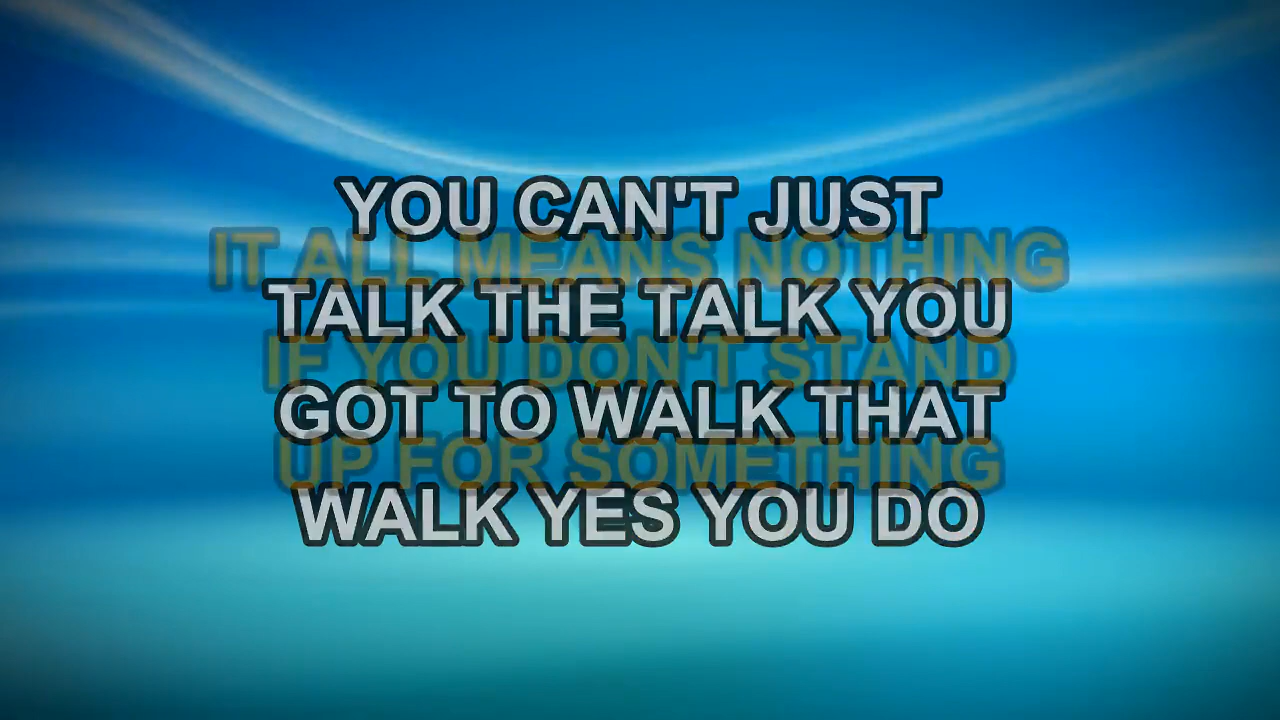 YOU CAN'T JUST
IT ALL MEANS NOTHING
TALK THE TALK YOU
IF YOU DON'T STAND
GOT TO WALK THAT
UP FOR SOMETHING
WALK YES YOU DO